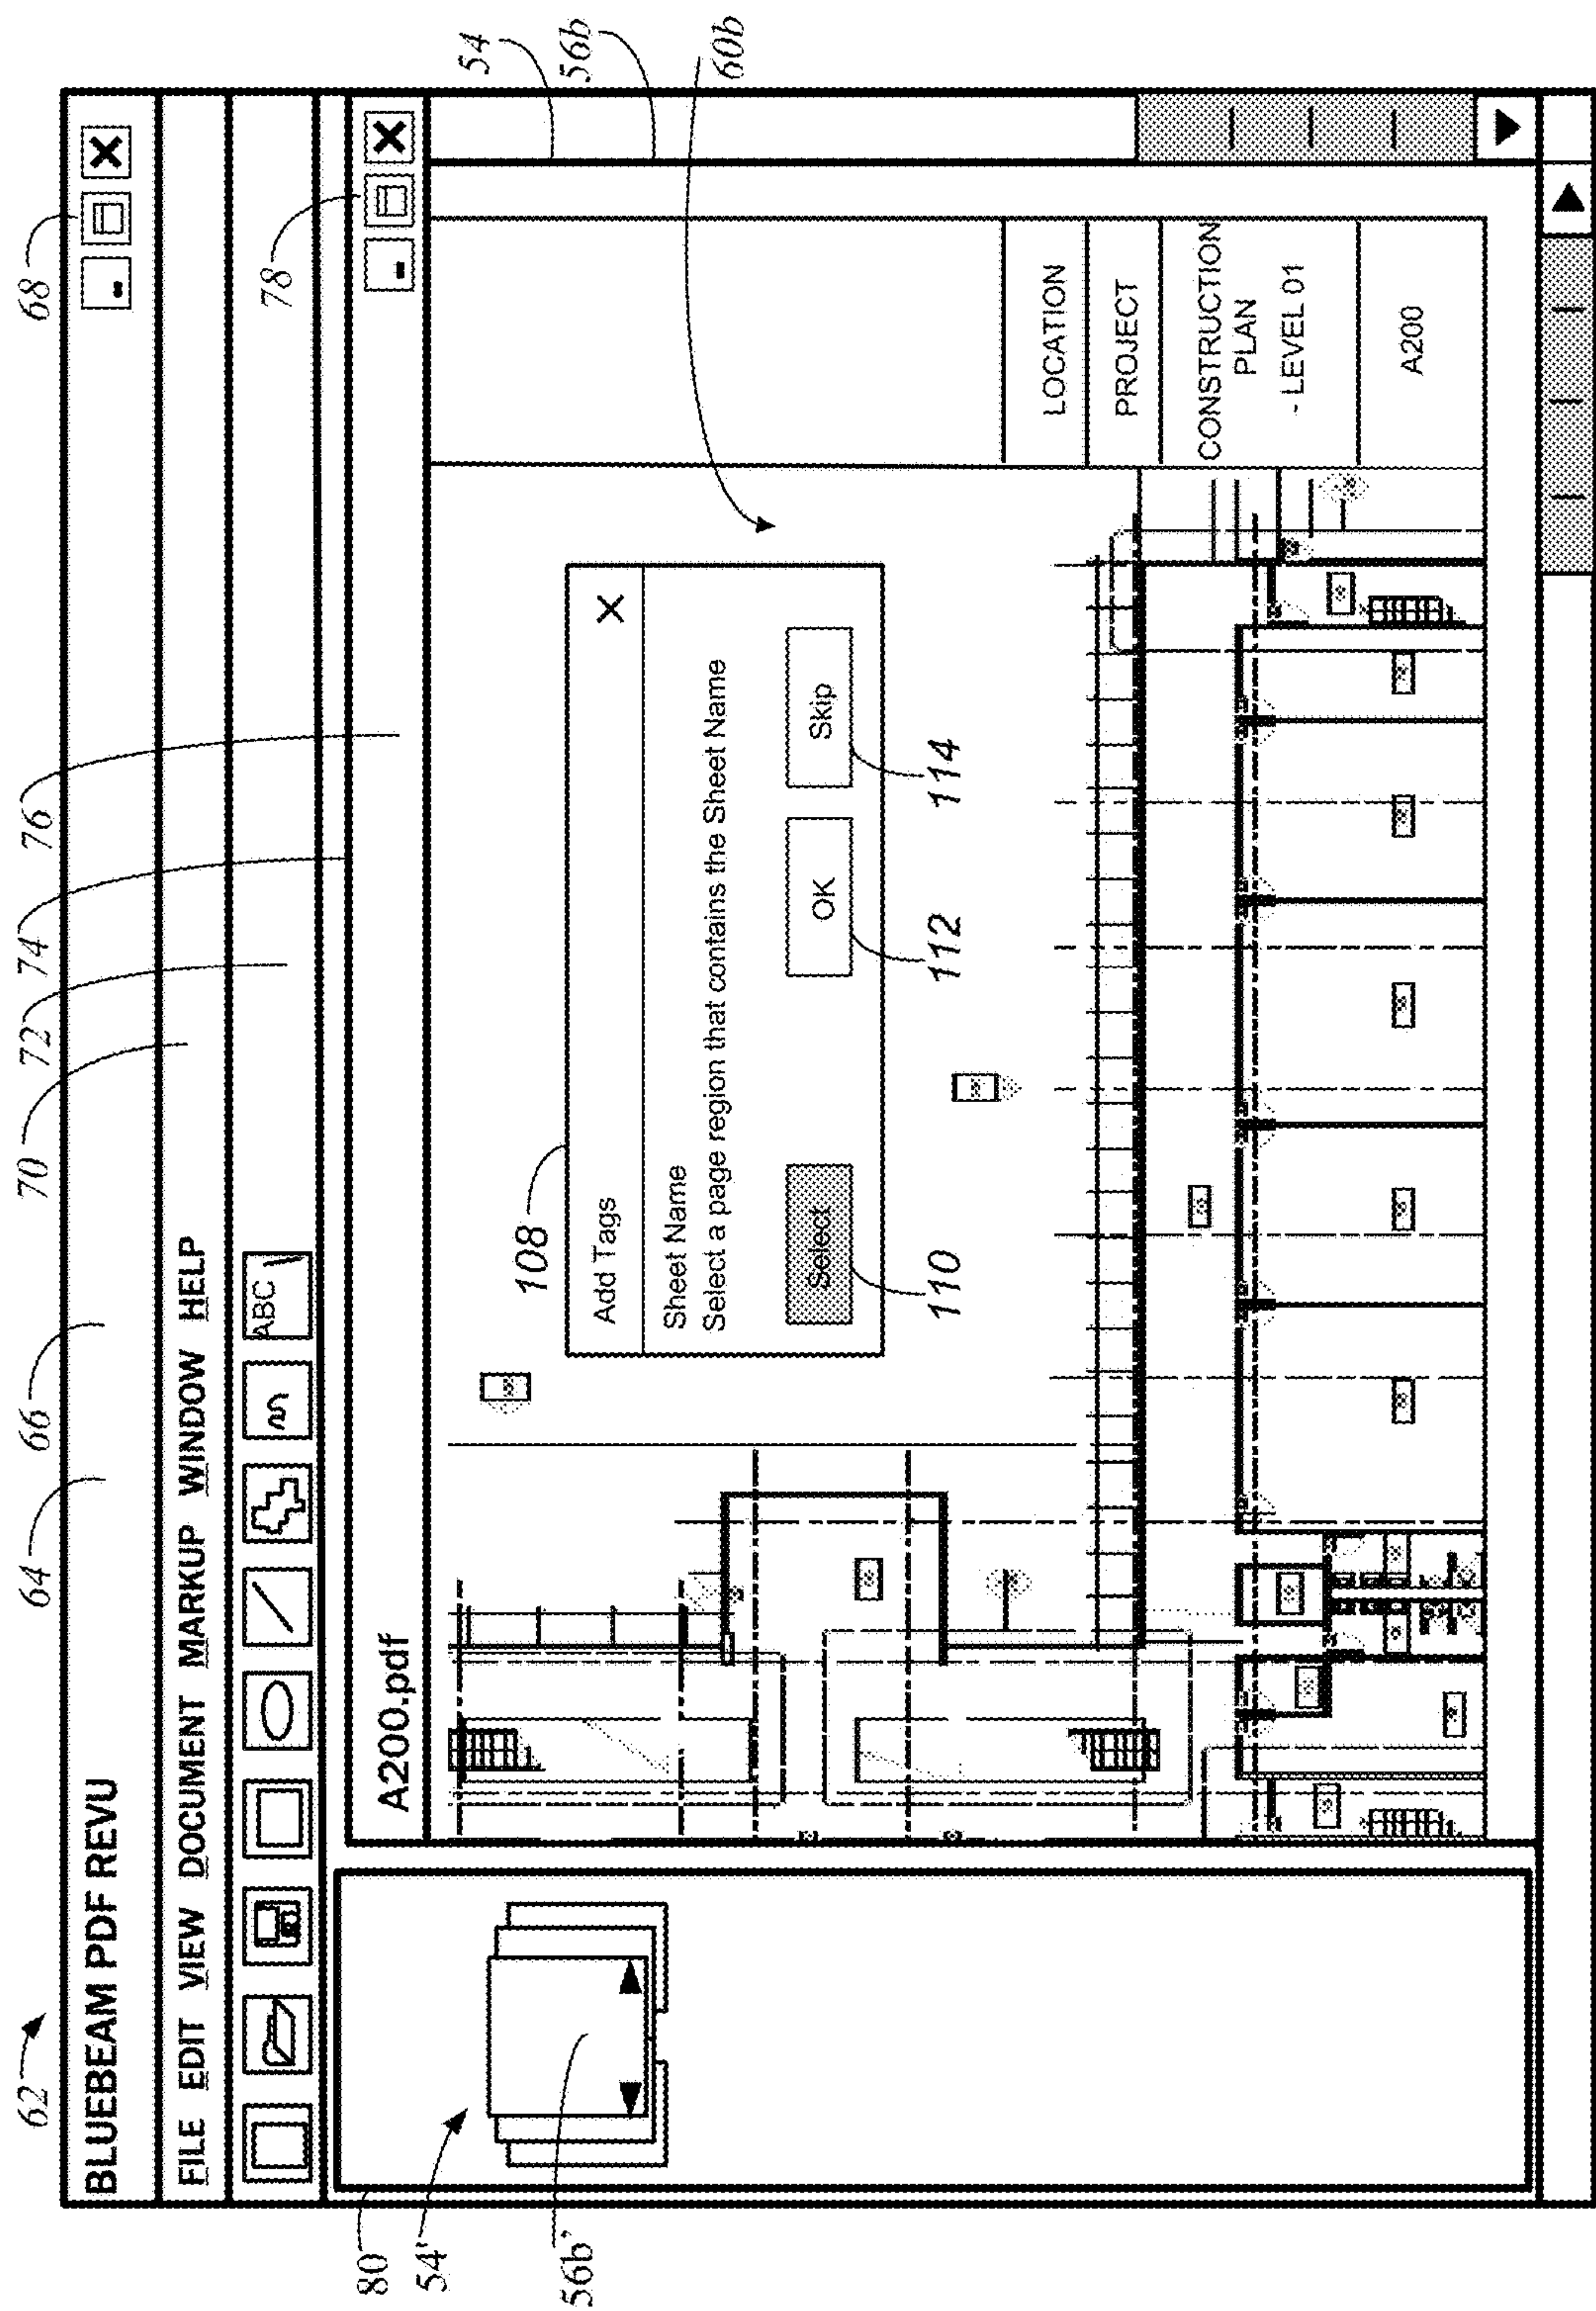 62
64
66
70
72
74
76
68
BLUEBEAM PDF REVU
FILE EDIT VIEW DOCUMENT MARKUP WINDOW HELP
ABC
78
A200.pdf
80
54'
56b'
54
56b
60b
108
Add Tags
Sheet Name
Select a page region that contains the Sheet Name
Select
OK
Skip
110
112
114
LOCATION
PROJECT
CONSTRUCTION
PLAN
- LEVEL 01
A200